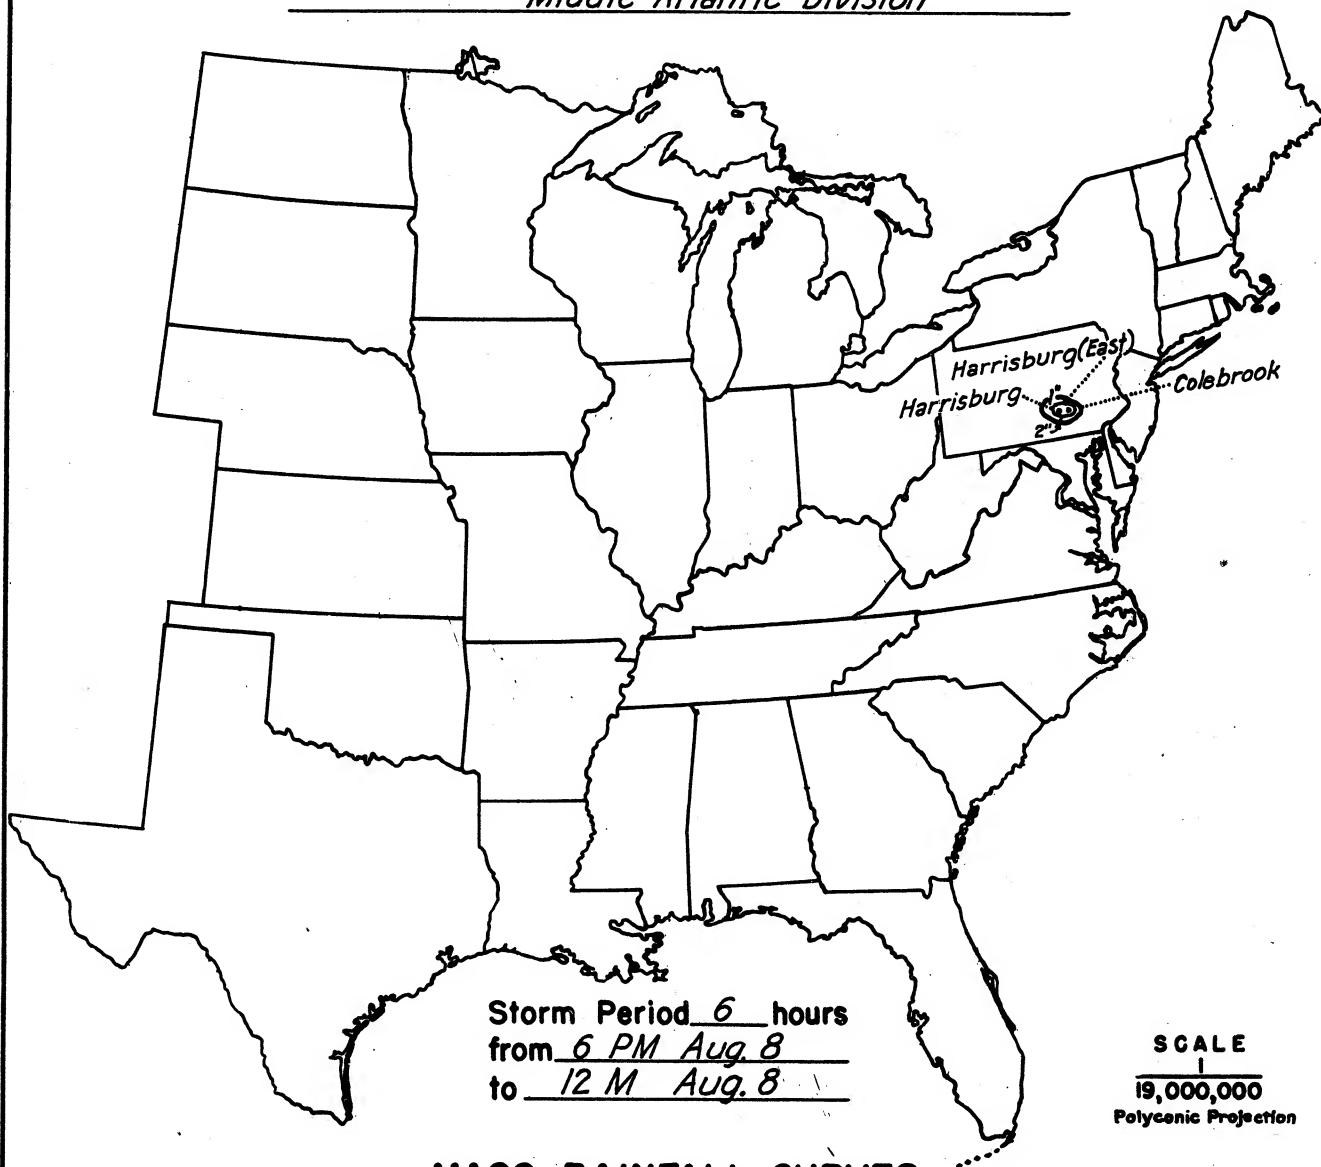 Middle Atlantic Division
Harrisburg (East)
Harrisburg
1"
Colebrook
2"
Storm Period 6 hours
from 6 PM Aug. 8
to 12 M Aug. 8
SCALE
1
19,000,000
Polyconic Projection
MASS RAINFALL CURVES